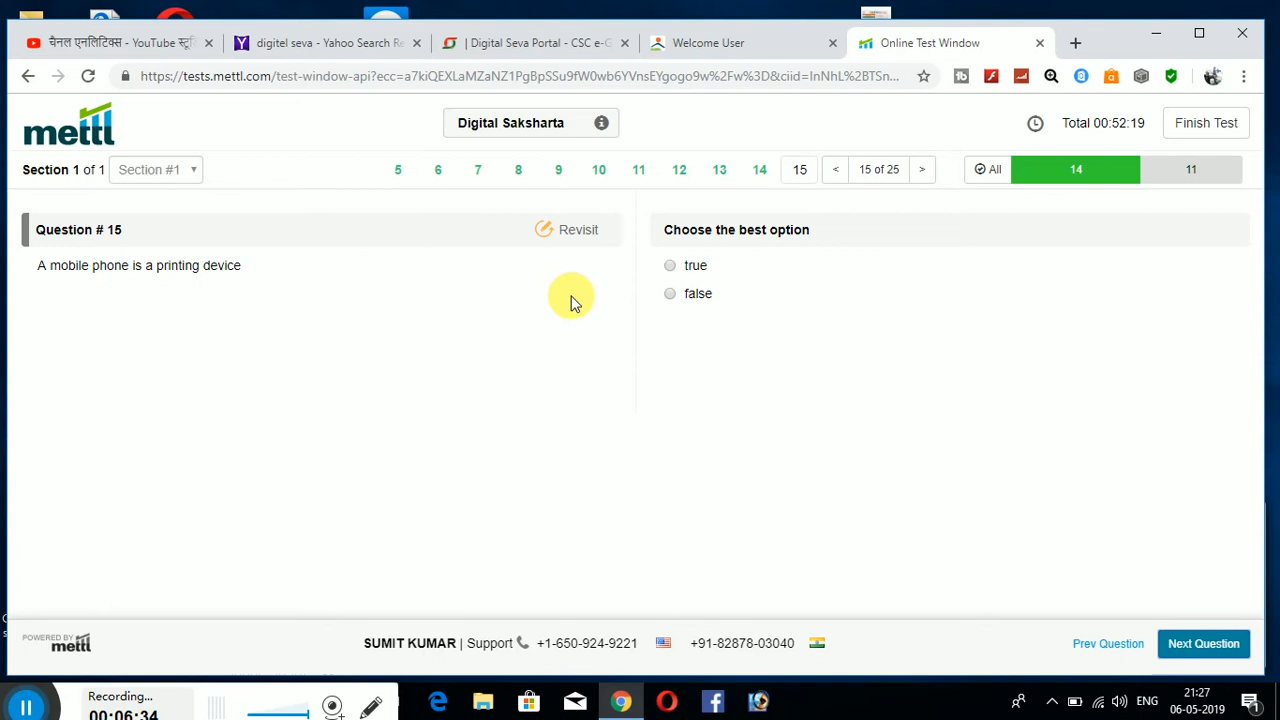 चैनल एनलिटिक्स - YouTube स्टूडि
digitel seva - Yahoo Search Re
| Digital Seva Portal - CSC e-G
Welcome User
Online Test Window
https://tests.mettl.com/test-window-api?ecc=a7kiQEXLaMZaNZ1PgBpSSu9fW0wb6YVnsEYgogo9w%2Fw%3D&ciid=InNhL%2BTSn...
mettl
Digital Saksharta
Total 00:52:19
Finish Test
Section 1 of 1 Section #1
5 6 7 8 9 10 11 12 13 14 15 < 15 of 25 >
All 14 11
Question # 15
Revisit
Choose the best option
A mobile phone is a printing device
true
false
POWERED BY
mettl
SUMIT KUMAR | Support +1-650-924-9221 +91-82878-03040
Prev Question
Next Question
Recording...
00:06:34
ENG
21:27
06-05-2019